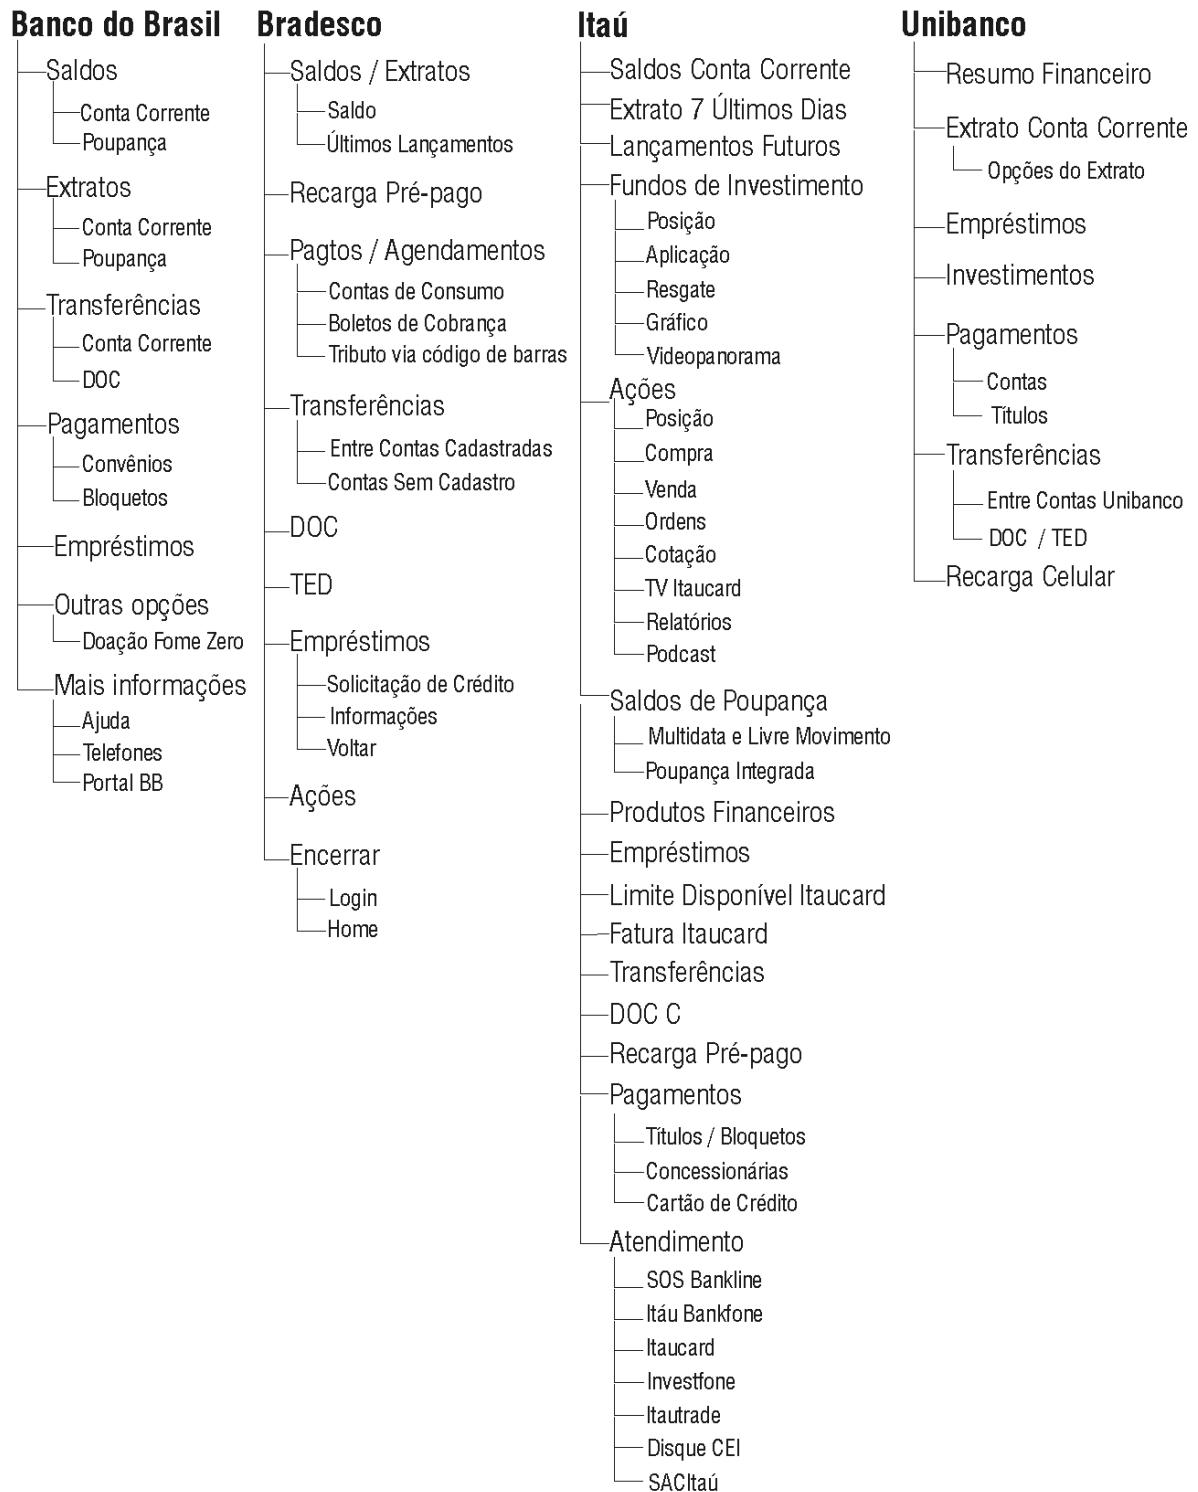 Banco do Brasil
Saldos
Conta Corrente
Poupança
Extratos
Conta Corrente
Poupança
Transferências
Conta Corrente
DOC
Pagamentos
Convênios
Bloquetos
Empréstimos
Outras opções
Doação Fome Zero
Mais informações
Ajuda
Telefones
Portal BB
Bradesco
Saldos / Extratos
Saldo
Últimos Lançamentos
Recarga Pré-pago
Pagtos / Agendamentos
Contas de Consumo
Boletos de Cobrança
Tributo via código de barras
Transferências
Entre Contas Cadastradas
Contas Sem Cadastro
DOC
TED
Empréstimos
Solicitação de Crédito
Informações
Voltar
Ações
Encerrar
Login
Home
Itaú
Saldos Conta Corrente
Extrato 7 Últimos Dias
Lançamentos Futuros
Fundos de Investimento
Posição
Aplicação
Resgate
Gráfico
Videopanorama
Ações
Posição
Compra
Venda
Ordens
Cotação
TV Itaucard
Relatórios
Podcast
Saldos de Poupança
Multidata e Livre Movimento
Poupança Integrada
Produtos Financeiros
Empréstimos
Limite Disponível Itaucard
Fatura Itaucard
Transferências
DOC C
Recarga Pré-pago
Pagamentos
Títulos / Bloquetos
Concessionárias
Cartão de Crédito
Atendimento
SOS Bankline
Itáu Bankfone
Itaucard
Investfone
Itautrade
Disque CEI
SACItaú
Unibanco
Resumo Financeiro
Extrato Conta Corrente
Opções do Extrato
Empréstimos
Investimentos
Pagamentos
Contas
Títulos
Transferências
Entre Contas Unibanco
DOC / TED
Recarga Celular